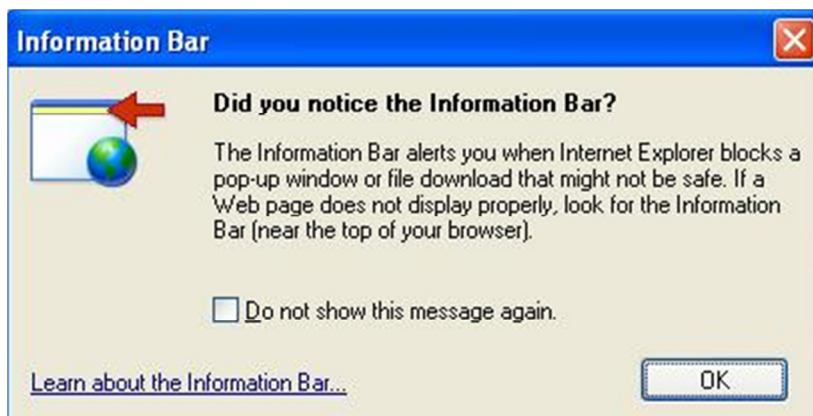 Information Bar
Did you notice the Information Bar?
The Information Bar alerts you when Internet Explorer blocks a
pop-up window or file download that might not be safe. If a
Web page does not display properly, look for the Information
Bar (near the top of your browser).
Do not show this message again.
Learn about the Information Bar...
OK